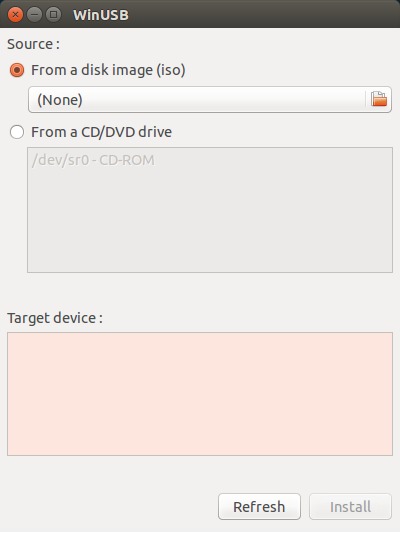 WinUSB
Source :
From a disk image (iso)
(None)
From a CD/DVD drive
/dev/sr0 - CD-ROM
Target device :
Refresh
Install